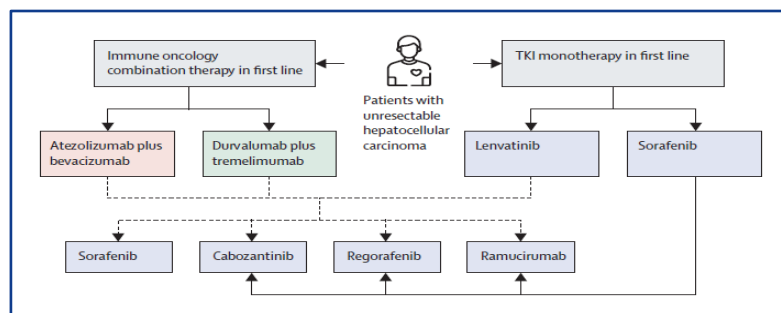 Immune oncology
combination therapy in first line
TKI monotherapy in first line
Patients with
unresectable
hepatocellular
carcinoma
Atezolizumab plus
bevacizumab
Durvalumab plus
tremelimumab
Lenvatinib
Sorafenib
Sorafenib
Cabozantinib
Regorafenib
Ramucirumab